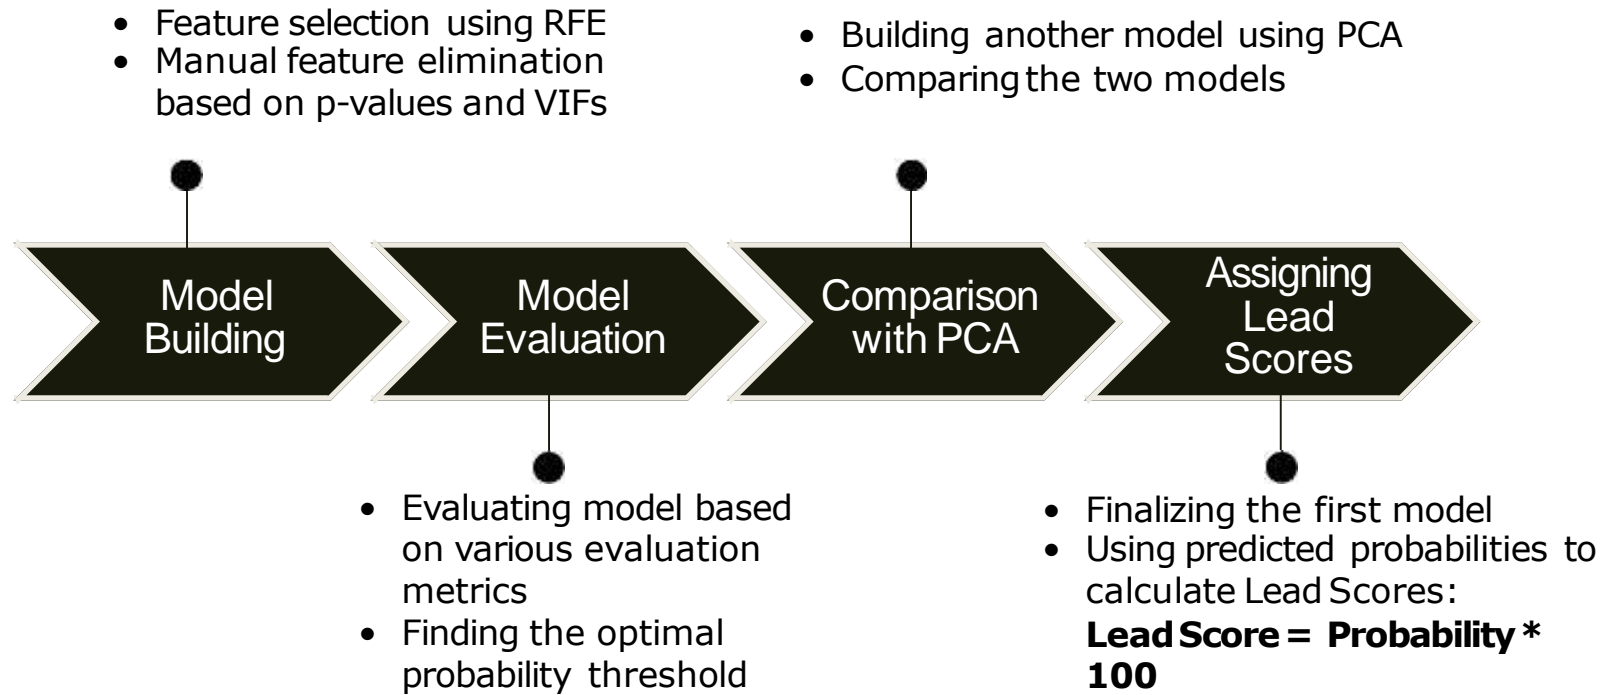 • Feature selection using RFE
• Manual feature elimination
based on p-values and VIFs
• Building another model using PCA
• Comparing the two models
Model
Building
Model
Evaluation
Comparison
with PCA
Assigning
Lead
Scores
• Evaluating model based
on various evaluation
metrics
• Finding the optimal
probability threshold
• Finalizing the first model
• Using predicted probabilities to
calculate Lead Scores:
Lead Score = Probability *
100